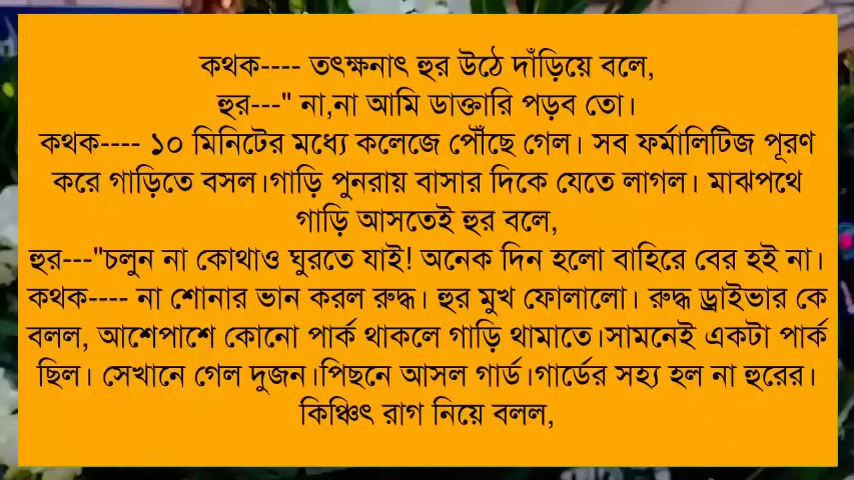 কথক---- তৎক্ষনাৎ হুর উঠে দাঁড়িয়ে বলে,
হুর---" না,না আমি ডাক্তারি পড়ব তো।
কথক---- ১০ মিনিটের মধ্যে কলেজে পৌঁছে গেল। সব ফর্মালিটিজ পূরণ
করে গাড়িতে বসল।গাড়ি পুনরায় বাসার দিকে যেতে লাগল। মাঝপথে
গাড়ি আসতেই হুর বলে,
হুর---"চলুন না কোথাও ঘুরতে যাই! অনেক দিন হলো বাহিরে বের হই না।
কথক---- না শোনার ভান করল রুদ্ধ। হুর মুখ ফোলালো। রুদ্ধ ড্রাইভার কে
বলল, আশেপাশে কোনো পার্ক থাকলে গাড়ি থামাতে।সামনেই একটা পার্ক
ছিল। সেখানে গেল দুজন।পিছনে আসল গার্ড।গার্ডের সহ্য হল না হুরের।
কিঞ্চিৎ রাগ নিয়ে বলল,